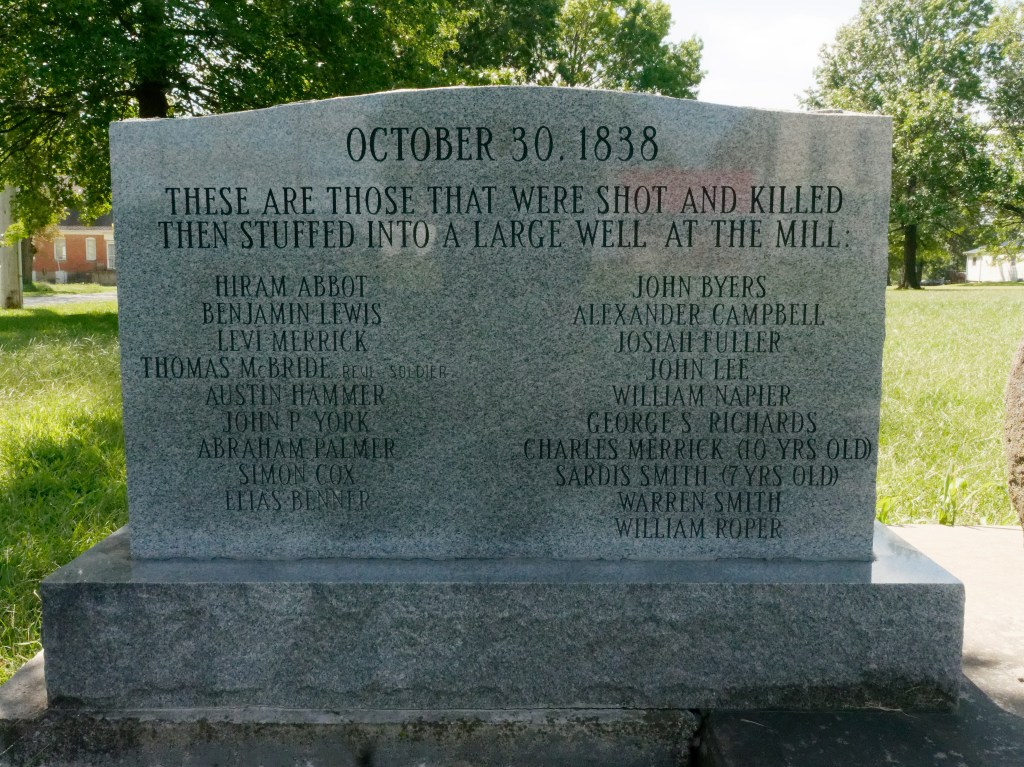 OCTOBER 30, 1838
THESE ARE THOSE THAT WERE SHOT AND KILLED
THEN STUFFED INTO A LARGE WELL AT THE MILL:
HIRAM ABBOT
BENJAMIN LEWIS
LEVI MERRICK
THOMAS McBRIDE REVL. SOLDIER
AUSTIN HAMMER
JOHN P. YORK
ABRAHAM PALMER
SIMON COX
ELIAS BENNER
JOHN BYERS
ALEXANDER CAMPBELL
JOSIAH FULLER
JOHN LEE
WILLIAM NAPIER
GEORGE S. RICHARDS
CHARLES MERRICK (10 YRS OLD)
SARDIS SMITH (7 YRS OLD)
WARREN SMITH
WILLIAM ROPER